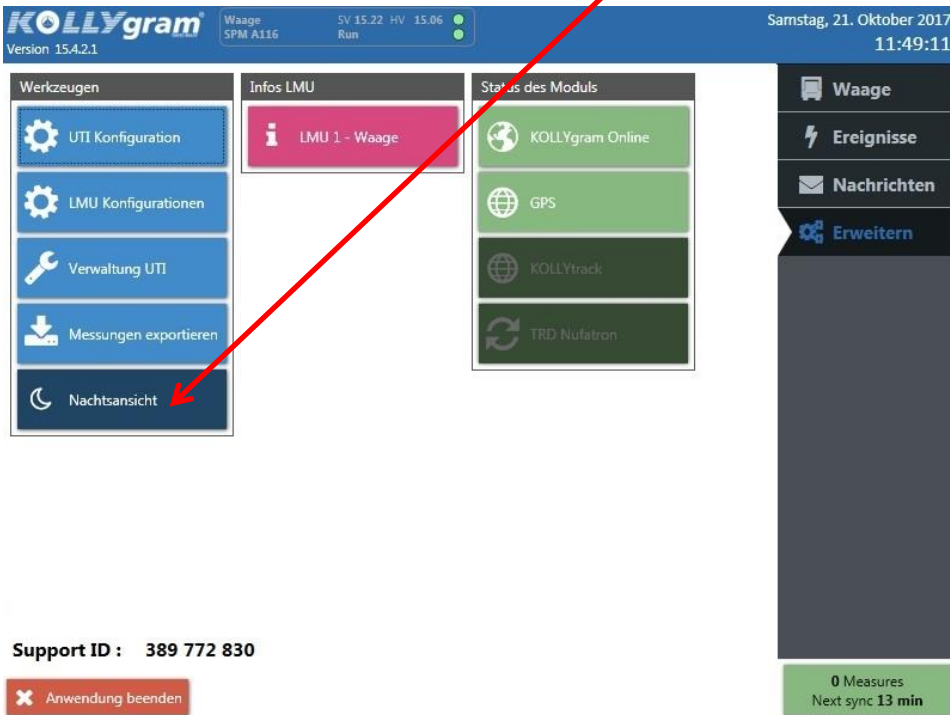 KOLLYgram
Version 15.4.2.1
Waage SV 15.22 HV 15.06
SPM A116 Run
Samstag, 21. Oktober 2017
11:49:11
Werkzeugen
UTI Konfiguration
LMU Konfigurationen
Verwaltung UTI
Messungen exportieren
Nachtsansicht
Infos LMU
LMU 1 - Waage
Status des Moduls
KOLLYgram Online
GPS
KOLLYtrack
TRD Nufatron
Waage
Ereignisse
Nachrichten
Erweitern
Support ID : 389 772 830
Anwendung beenden
0 Measures
Next sync 13 min